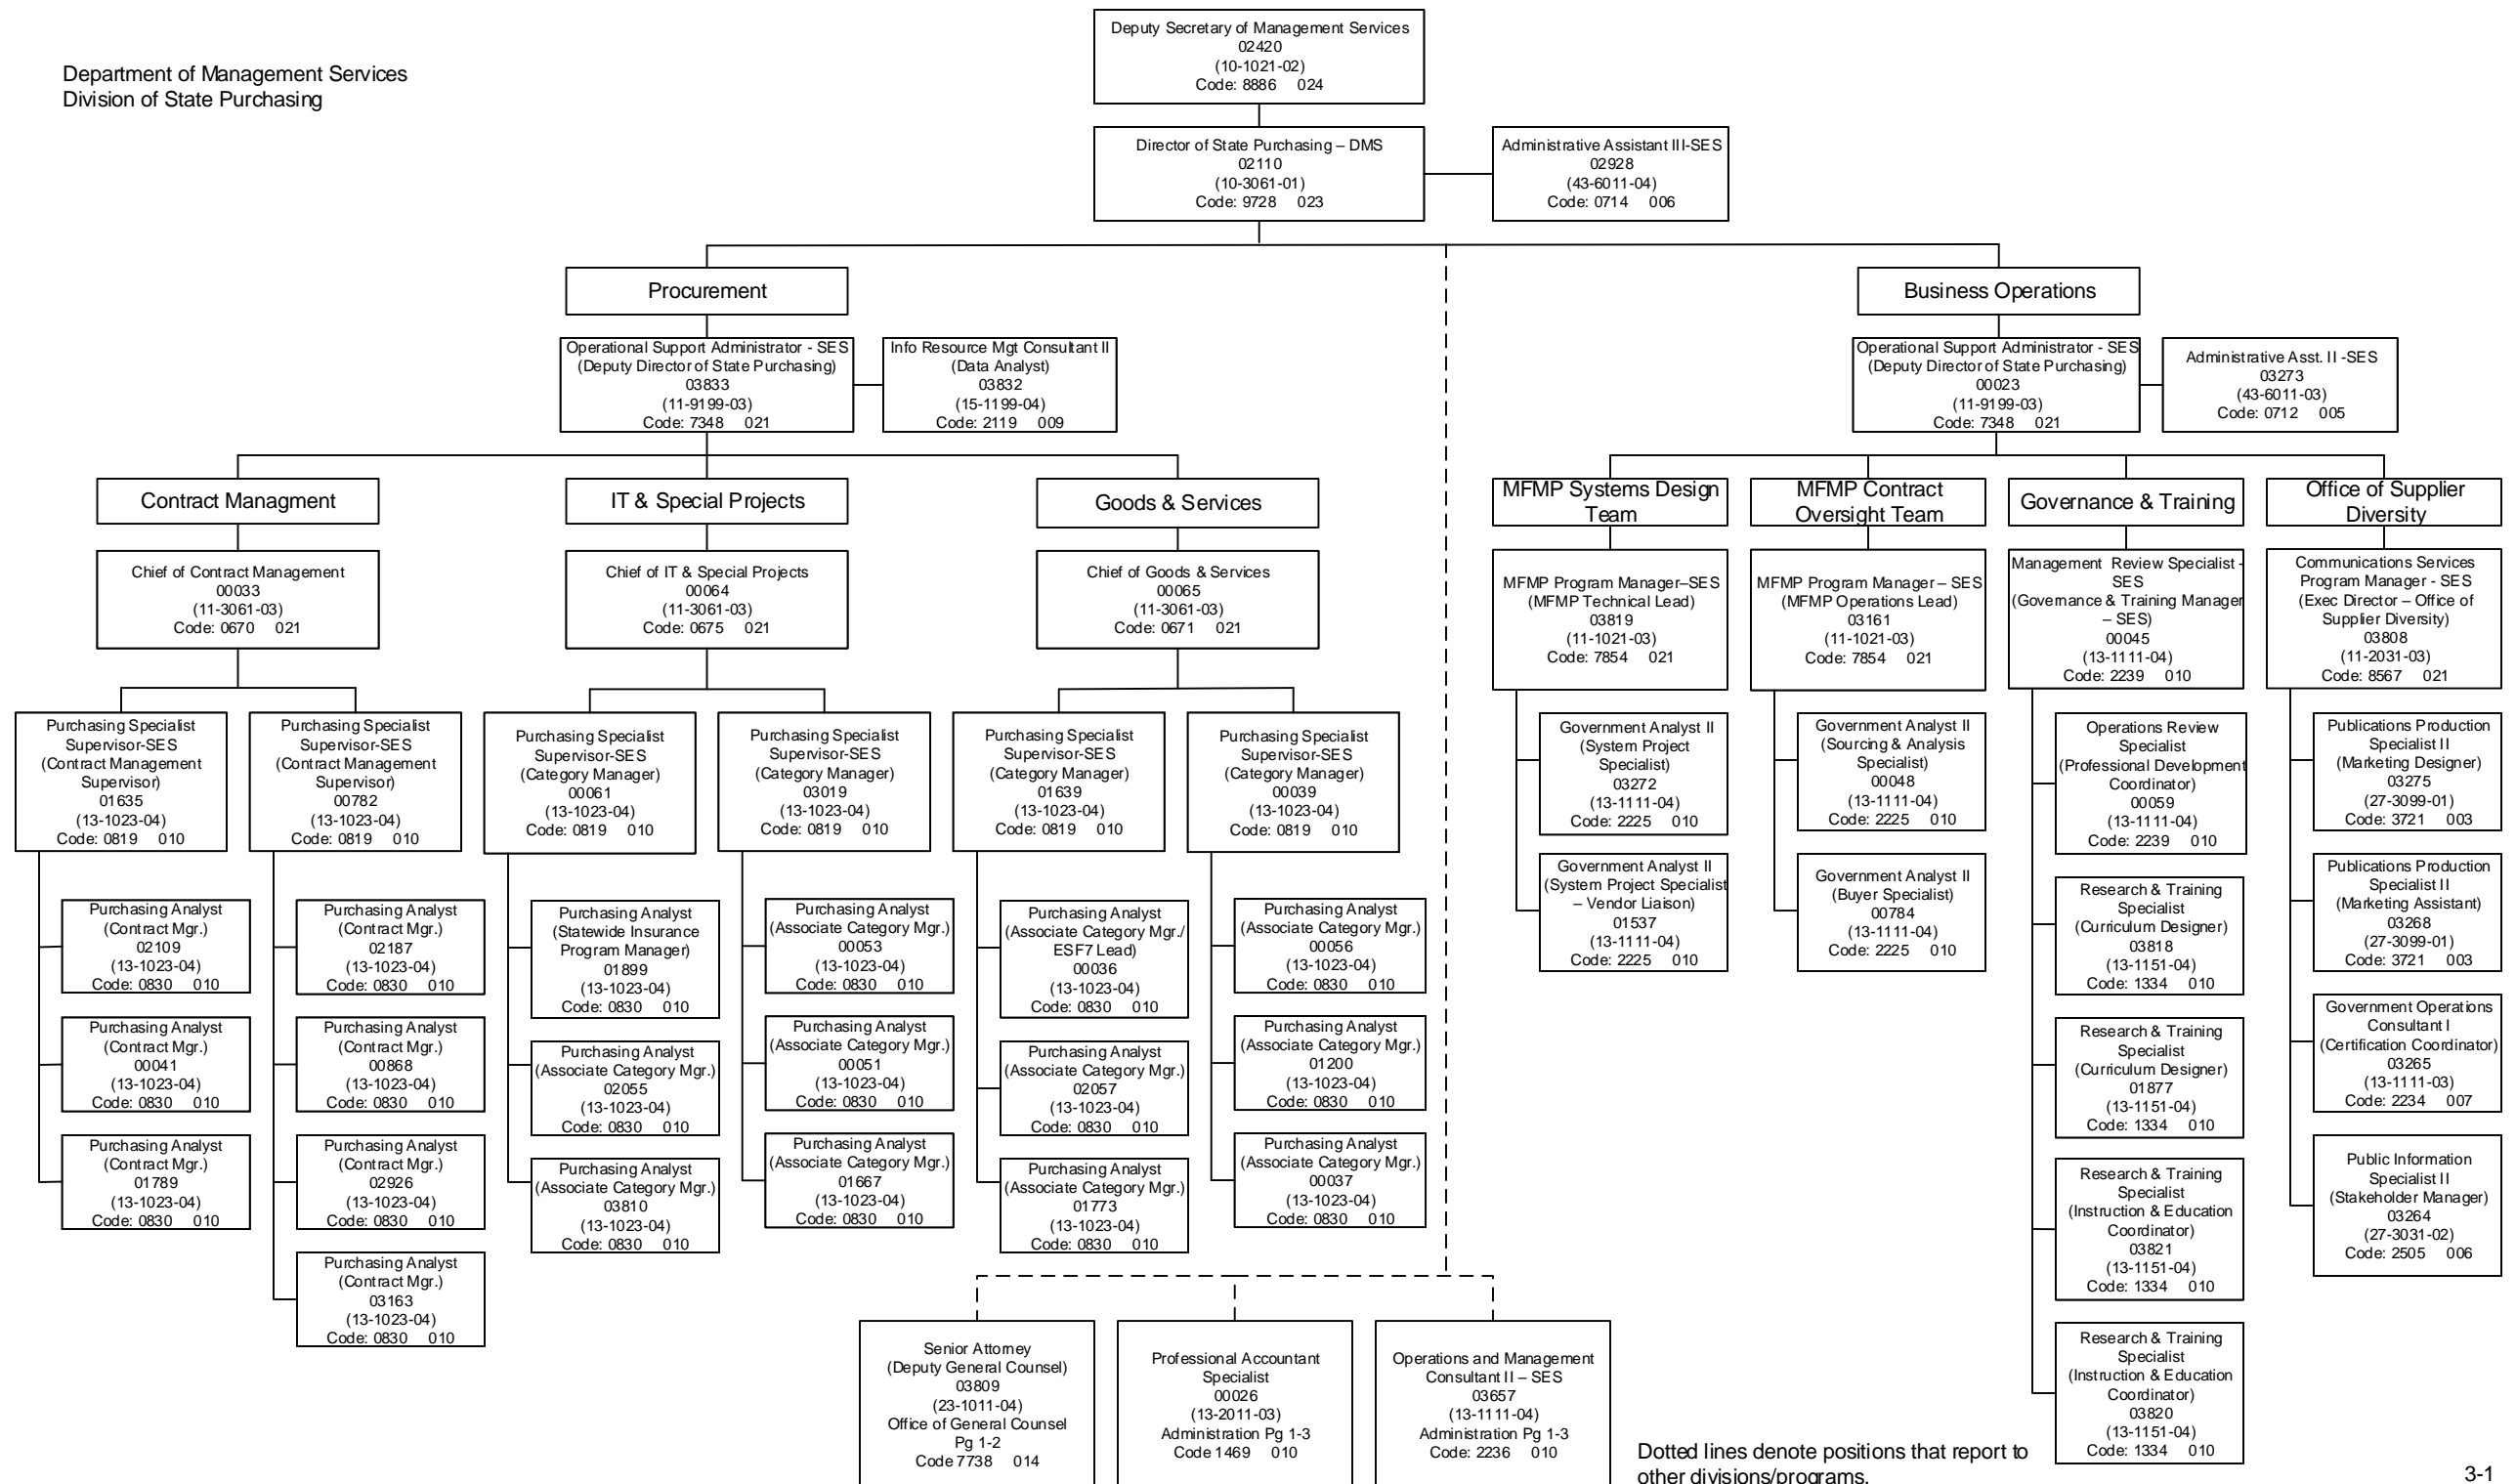 Department of Management Services
Division of State Purchasing
Deputy Secretary of Management Services
02420
(10-1021-02)
Code: 8886 024
Director of State Purchasing – DMS
02110
(10-3061-01)
Code: 9728 023
Administrative Assistant III-SES
02928
(43-6011-04)
Code: 0714 006
Procurement
Operational Support Administrator - SES
(Deputy Director of State Purchasing)
03833
(11-9199-03)
Code: 7348 021
Info Resource Mgt Consultant II
(Data Analyst)
03832
(15-1199-04)
Code: 2119 009
Business Operations
Operational Support Administrator - SES
(Deputy Director of State Purchasing)
00023
(11-9199-03)
Code: 7348 021
Administrative Asst. II -SES
03273
(43-6011-03)
Code: 0712 005
Contract Managment
Chief of Contract Management
00033
(11-3061-03)
Code: 0670 021
IT & Special Projects
Chief of IT & Special Projects
00064
(11-3061-03)
Code: 0675 021
Goods & Services
Chief of Goods & Services
00065
(11-3061-03)
Code: 0671 021
MFMP Systems Design
Team
MFMP Program Manager–SES
(MFMP Technical Lead)
03819
(11-1021-03)
Code: 7854 021
MFMP Contract
Oversight Team
MFMP Program Manager – SES
(MFMP Operations Lead)
03161
(11-1021-03)
Code: 7854 021
Governance & Training
Management Review Specialist -
SES
(Governance & Training Manager
– SES)
00045
(13-1111-04)
Code: 2239 010
Office of Supplier
Diversity
Communications Services
Program Manager - SES
(Exec Director – Office of
Supplier Diversity)
03808
(11-2031-03)
Code: 8567 021
Purchasing Specialist
Supervisor-SES
(Contract Management
Supervisor)
01635
(13-1023-04)
Code: 0819 010
Purchasing Analyst
(Contract Mgr.)
02109
(13-1023-04)
Code: 0830 010
Purchasing Analyst
(Contract Mgr.)
00041
(13-1023-04)
Code: 0830 010
Purchasing Analyst
(Contract Mgr.)
01789
(13-1023-04)
Code: 0830 010
Purchasing Specialist
Supervisor-SES
(Contract Management
Supervisor)
00782
(13-1023-04)
Code: 0819 010
Purchasing Analyst
(Contract Mgr.)
02187
(13-1023-04)
Code: 0830 010
Purchasing Analyst
(Contract Mgr.)
00868
(13-1023-04)
Code: 0830 010
Purchasing Analyst
(Contract Mgr.)
02926
(13-1023-04)
Code: 0830 010
Purchasing Analyst
(Contract Mgr.)
03163
(13-1023-04)
Code: 0830 010
Purchasing Specialist
Supervisor-SES
(Category Manager)
00061
(13-1023-04)
Code: 0819 010
Purchasing Analyst
(Statewide Insurance
Program Manager)
01899
(13-1023-04)
Code: 0830 010
Purchasing Analyst
(Associate Category Mgr.)
02055
(13-1023-04)
Code: 0830 010
Purchasing Analyst
(Associate Category Mgr.)
03810
(13-1023-04)
Code: 0830 010
Purchasing Specialist
Supervisor-SES
(Category Manager)
03019
(13-1023-04)
Code: 0819 010
Purchasing Analyst
(Associate Category Mgr.)
00053
(13-1023-04)
Code: 0830 010
Purchasing Analyst
(Associate Category Mgr.)
00051
(13-1023-04)
Code: 0830 010
Purchasing Analyst
(Associate Category Mgr.)
01667
(13-1023-04)
Code: 0830 010
Purchasing Specialist
Supervisor-SES
(Category Manager)
01639
(13-1023-04)
Code: 0819 010
Purchasing Analyst
(Associate Category Mgr./
ESF7 Lead)
00036
(13-1023-04)
Code: 0830 010
Purchasing Analyst
(Associate Category Mgr.)
02057
(13-1023-04)
Code: 0830 010
Purchasing Analyst
(Associate Category Mgr.)
01773
(13-1023-04)
Code: 0830 010
Purchasing Specialist
Supervisor-SES
(Category Manager)
00039
(13-1023-04)
Code: 0819 010
Purchasing Analyst
(Associate Category Mgr.)
00056
(13-1023-04)
Code: 0830 010
Purchasing Analyst
(Associate Category Mgr.)
01200
(13-1023-04)
Code: 0830 010
Purchasing Analyst
(Associate Category Mgr.)
00037
(13-1023-04)
Code: 0830 010
Government Analyst II
(System Project
Specialist)
03272
(13-1111-04)
Code: 2225 010
Government Analyst II
(System Project Specialist
– Vendor Liaison)
01537
(13-1111-04)
Code: 2225 010
Government Analyst II
(Sourcing & Analysis
Specialist)
00048
(13-1111-04)
Code: 2225 010
Government Analyst II
(Buyer Specialist)
00784
(13-1111-04)
Code: 2225 010
Operations Review
Specialist
(Professional Development
Coordinator)
00059
(13-1111-04)
Code: 2239 010
Research & Training
Specialist
(Curriculum Designer)
03818
(13-1151-04)
Code: 1334 010
Research & Training
Specialist
(Curriculum Designer)
01877
(13-1151-04)
Code: 1334 010
Research & Training
Specialist
(Instruction & Education
Coordinator)
03821
(13-1151-04)
Code: 1334 010
Research & Training
Specialist
(Instruction & Education
Coordinator)
03820
(13-1151-04)
Code: 1334 010
Publications Production
Specialist II
(Marketing Designer)
03275
(27-3099-01)
Code: 3721 003
Publications Production
Specialist II
(Marketing Assistant)
03268
(27-3099-01)
Code: 3721 003
Government Operations
Consultant I
(Certification Coordinator)
03265
(13-1111-03)
Code: 2234 007
Public Information
Specialist II
(Stakeholder Manager)
03264
(27-3031-02)
Code: 2505 006
Senior Attorney
(Deputy General Counsel)
03809
(23-1011-04)
Office of General Counsel
Pg 1-2
Code 7738 014
Professional Accountant
Specialist
00026
(13-2011-03)
Administration Pg 1-3
Code 1469 010
Operations and Management
Consultant II – SES
03657
(13-1111-04)
Administration Pg 1-3
Code: 2236 010
Dotted lines denote positions that report to
other divisions/programs.
3-1